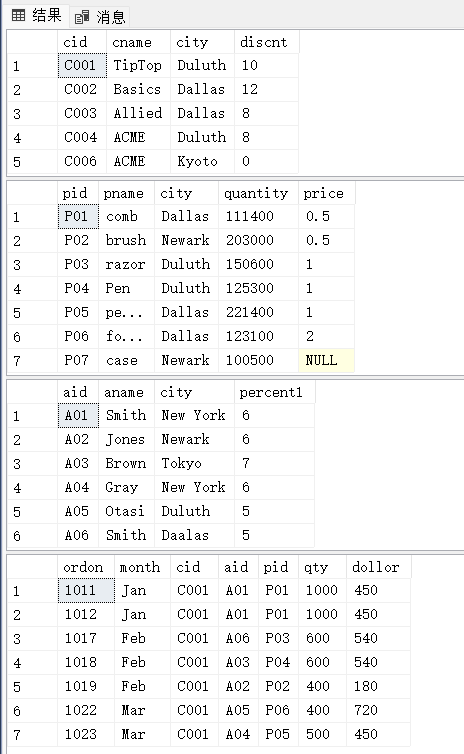 结果 消息
cid cname city discnt
1 C001 TipTop Duluth 10
2 C002 Basics Dallas 12
3 C003 Allied Dallas 8
4 C004 ACME Duluth 8
5 C006 ACME Kyoto 0
pid pname city quantity price
1 P01 comb Dallas 111400 0.5
2 P02 brush Newark 203000 0.5
3 P03 razor Duluth 150600 1
4 P04 Pen Duluth 125300 1
5 P05 pe... Dallas 221400 1
6 P06 fo... Dallas 123100 2
7 P07 case Newark 100500 NULL
aid aname city percent1
1 A01 Smith New York 6
2 A02 Jones Newark 6
3 A03 Brown Tokyo 7
4 A04 Gray New York 6
5 A05 Otasi Duluth 5
6 A06 Smith Daalas 5
ordon month cid aid pid qty dollor
1 1011 Jan C001 A01 P01 1000 450
2 1012 Jan C001 A01 P01 1000 450
3 1017 Feb C001 A06 P03 600 540
4 1018 Feb C001 A03 P04 600 540
5 1019 Feb C001 A02 P02 400 180
6 1022 Mar C001 A05 P06 400 720
7 1023 Mar C001 A04 P05 500 450